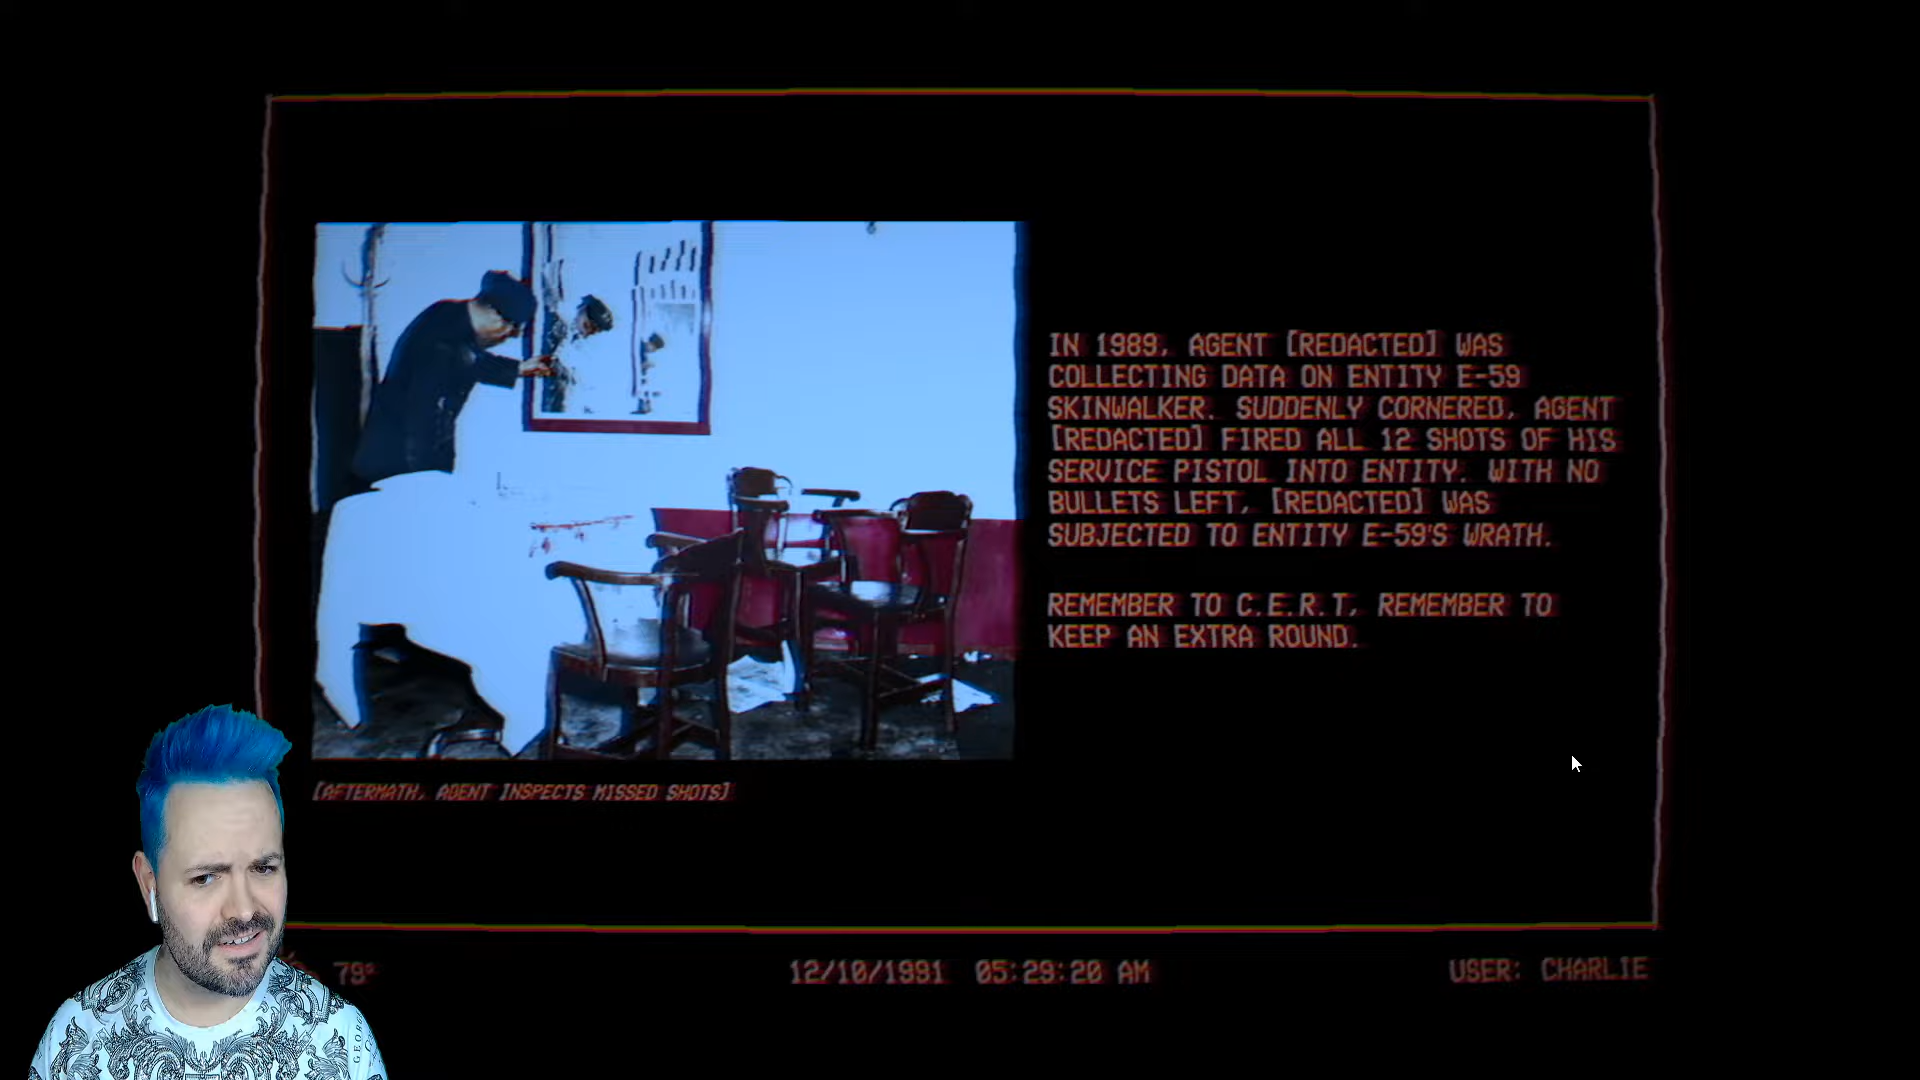 IN 1989, AGENT [REDACTED] WAS
COLLECTING DATA ON ENTITY E-59
SKINWALKER. SUDDENLY CORNERED, AGENT
[REDACTED] FIRED ALL 12 SHOTS OF HIS
SERVICE PISTOL INTO ENTITY. WITH NO
BULLETS LEFT, [REDACTED] WAS
SUBJECTED TO ENTITY E-59'S WRATH.
REMEMBER TO C.E.R.T. REMEMBER TO
KEEP AN EXTRA ROUND.
[AFTERMATH, AGENT INSPECTS MISSED SHOTS]
79°
12/10/1991 05:29:20 AM
USER: CHARLIE